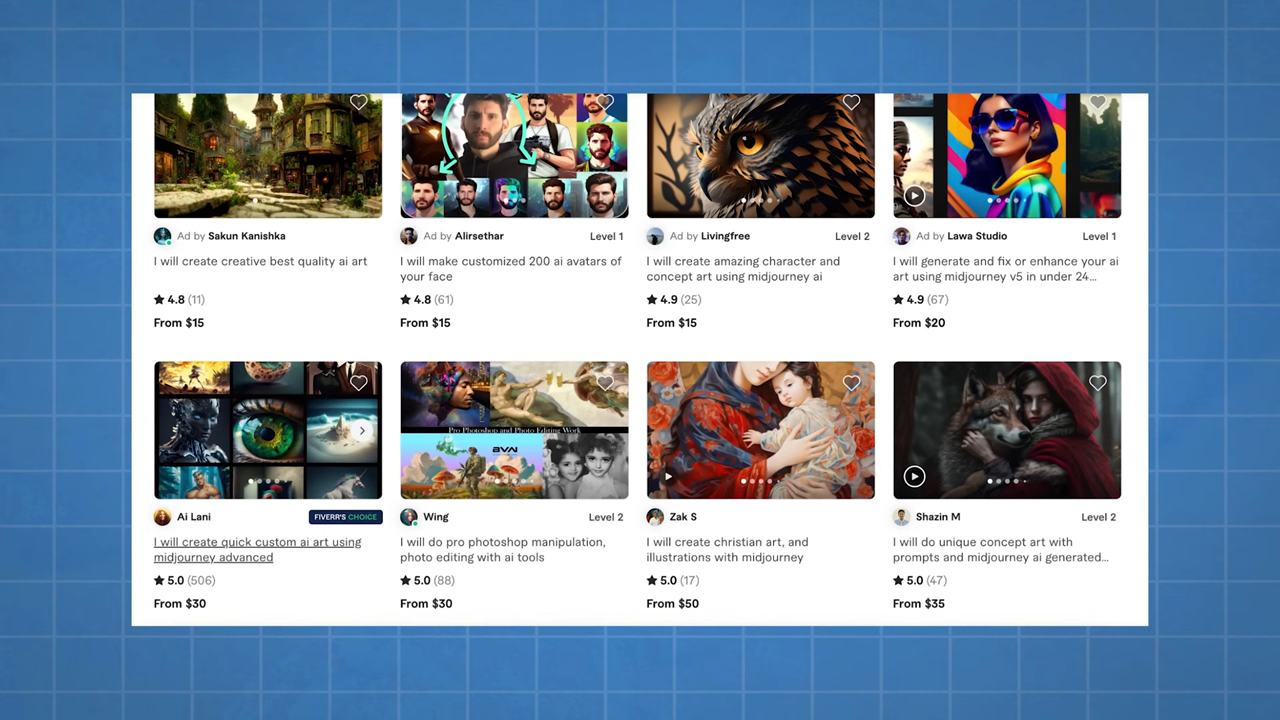 Ad by Sakun Kanishka
I will create creative best quality ai art
4.8 (11)
From $15
Ad by Alirsethar Level 1
I will make customized 200 ai avatars of
your face
4.8 (61)
From $15
Ad by Livingfree Level 2
I will create amazing character and
concept art using midjourney ai
4.9 (25)
From $15
Ad by Lawa Studio Level 1
I will generate and fix or enhance your ai
art using midjourney v5 in under 24...
4.9 (67)
From $20
Ai Lani FIVERR'S CHOICE
I will create quick custom ai art using
midjourney advanced
5.0 (506)
From $30
Pro Photoshop and Photo Editing Work
Wing Level 2
I will do pro photoshop manipulation,
photo editing with ai tools
5.0 (88)
From $30
Zak S
I will create christian art, and
illustrations with midjourney
5.0 (17)
From $50
Shazin M Level 2
I will do unique concept art with
prompts and midjourney ai generated...
5.0 (47)
From $35